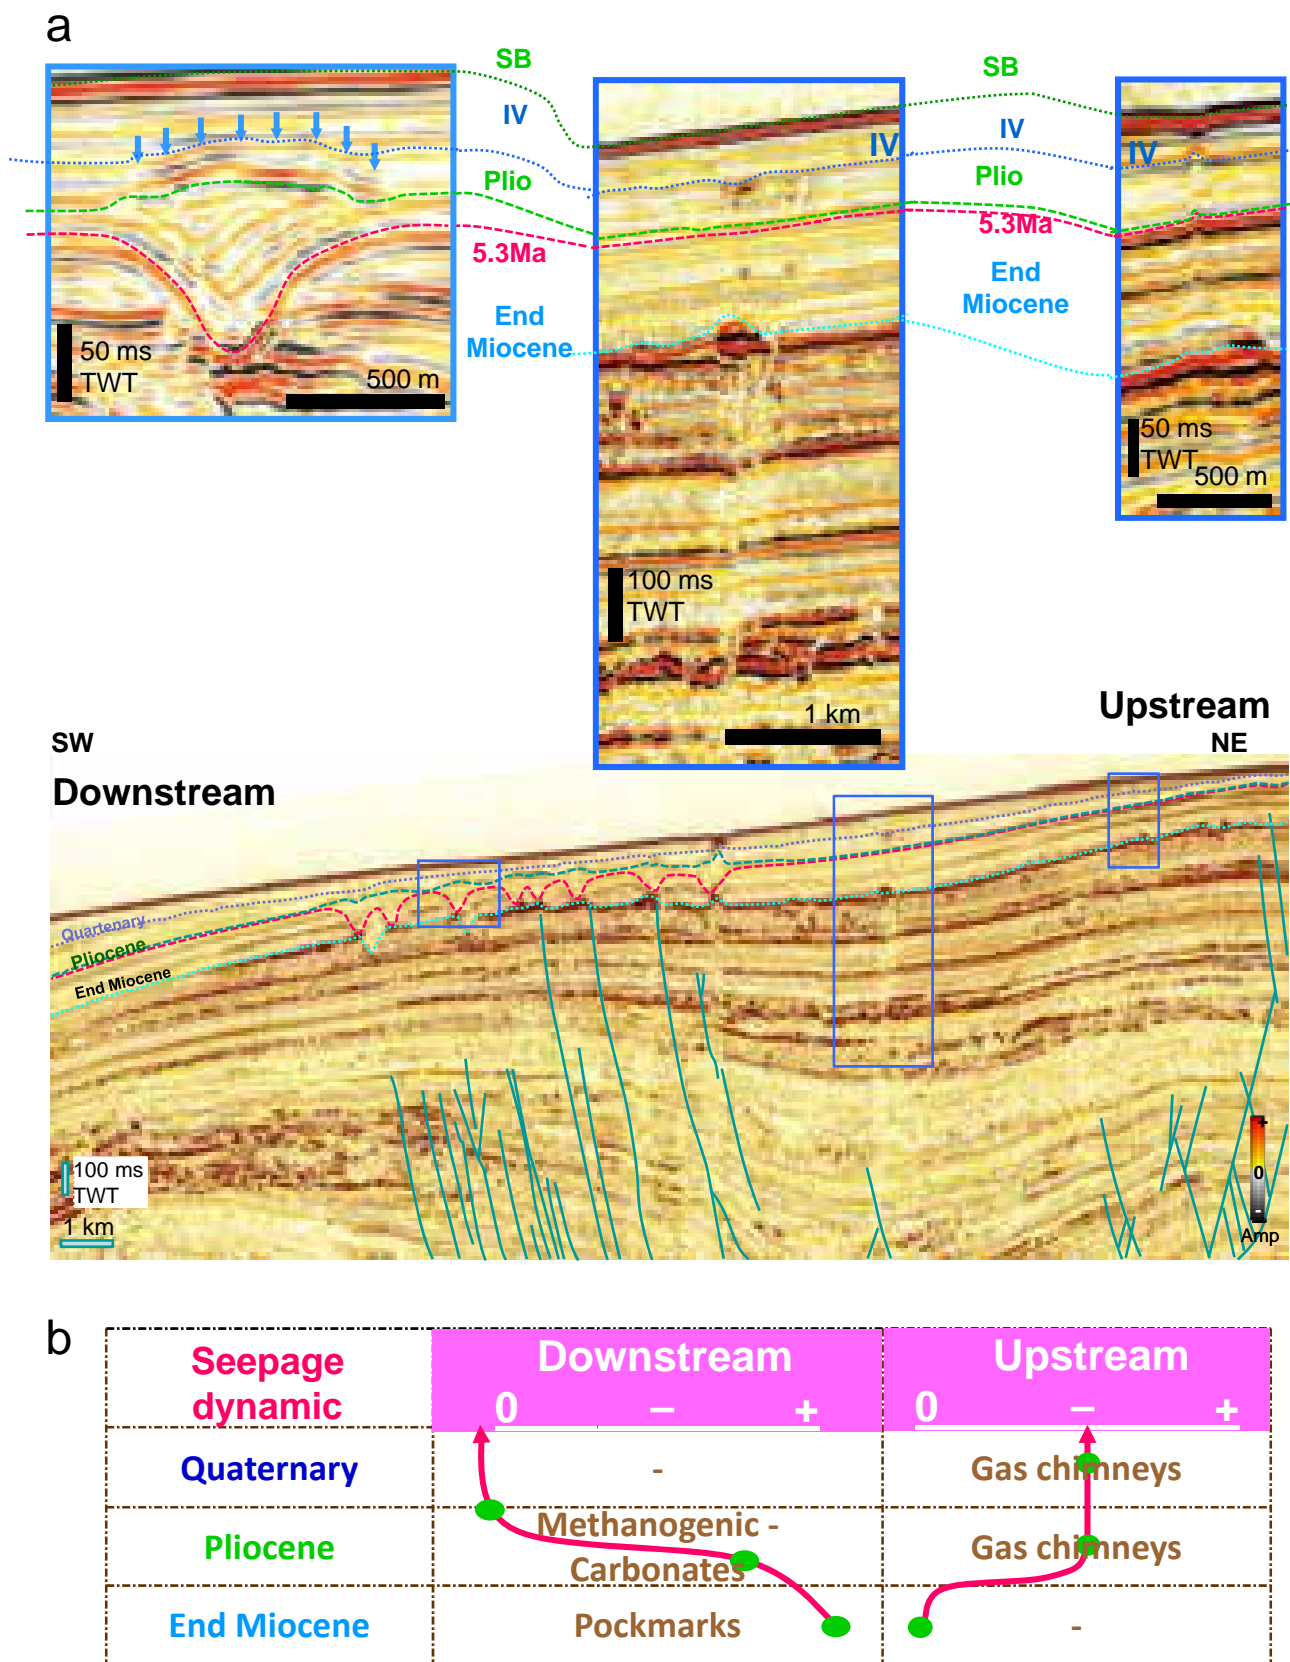 a
SB
SB
IV
IV
IV
IV
Plio
Plio
5.3Ma
5.3Ma
End
Miocene
End
Miocene
50 ms
TWT
500 m
100 ms
TWT
1 km
50 ms
TWT
500 m
Upstream
SW
NE
Downstream
Quartenary
Pliocene
End Miocene
100 ms
TWT
1 km
+
0
-
Amp
b
Seepage
dynamic
Downstream
Upstream
0 – +
0 – +
Quaternary
-
Gas chimneys
Pliocene
Methanogenic -
Carbonates
Gas chimneys
End Miocene
Pockmarks
-